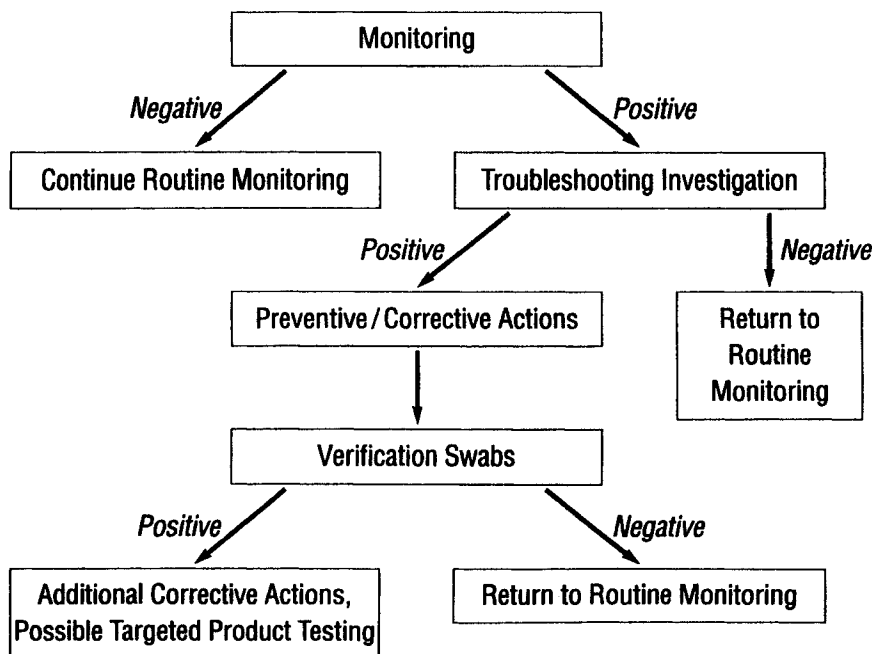 Monitoring
Negative
Positive
Continue Routine Monitoring
Troubleshooting Investigation
Positive
Negative
Preventive / Corrective Actions
Return to
Routine
Monitoring
Verification Swabs
Positive
Negative
Additional Corrective Actions,
Possible Targeted Product Testing
Return to Routine Monitoring